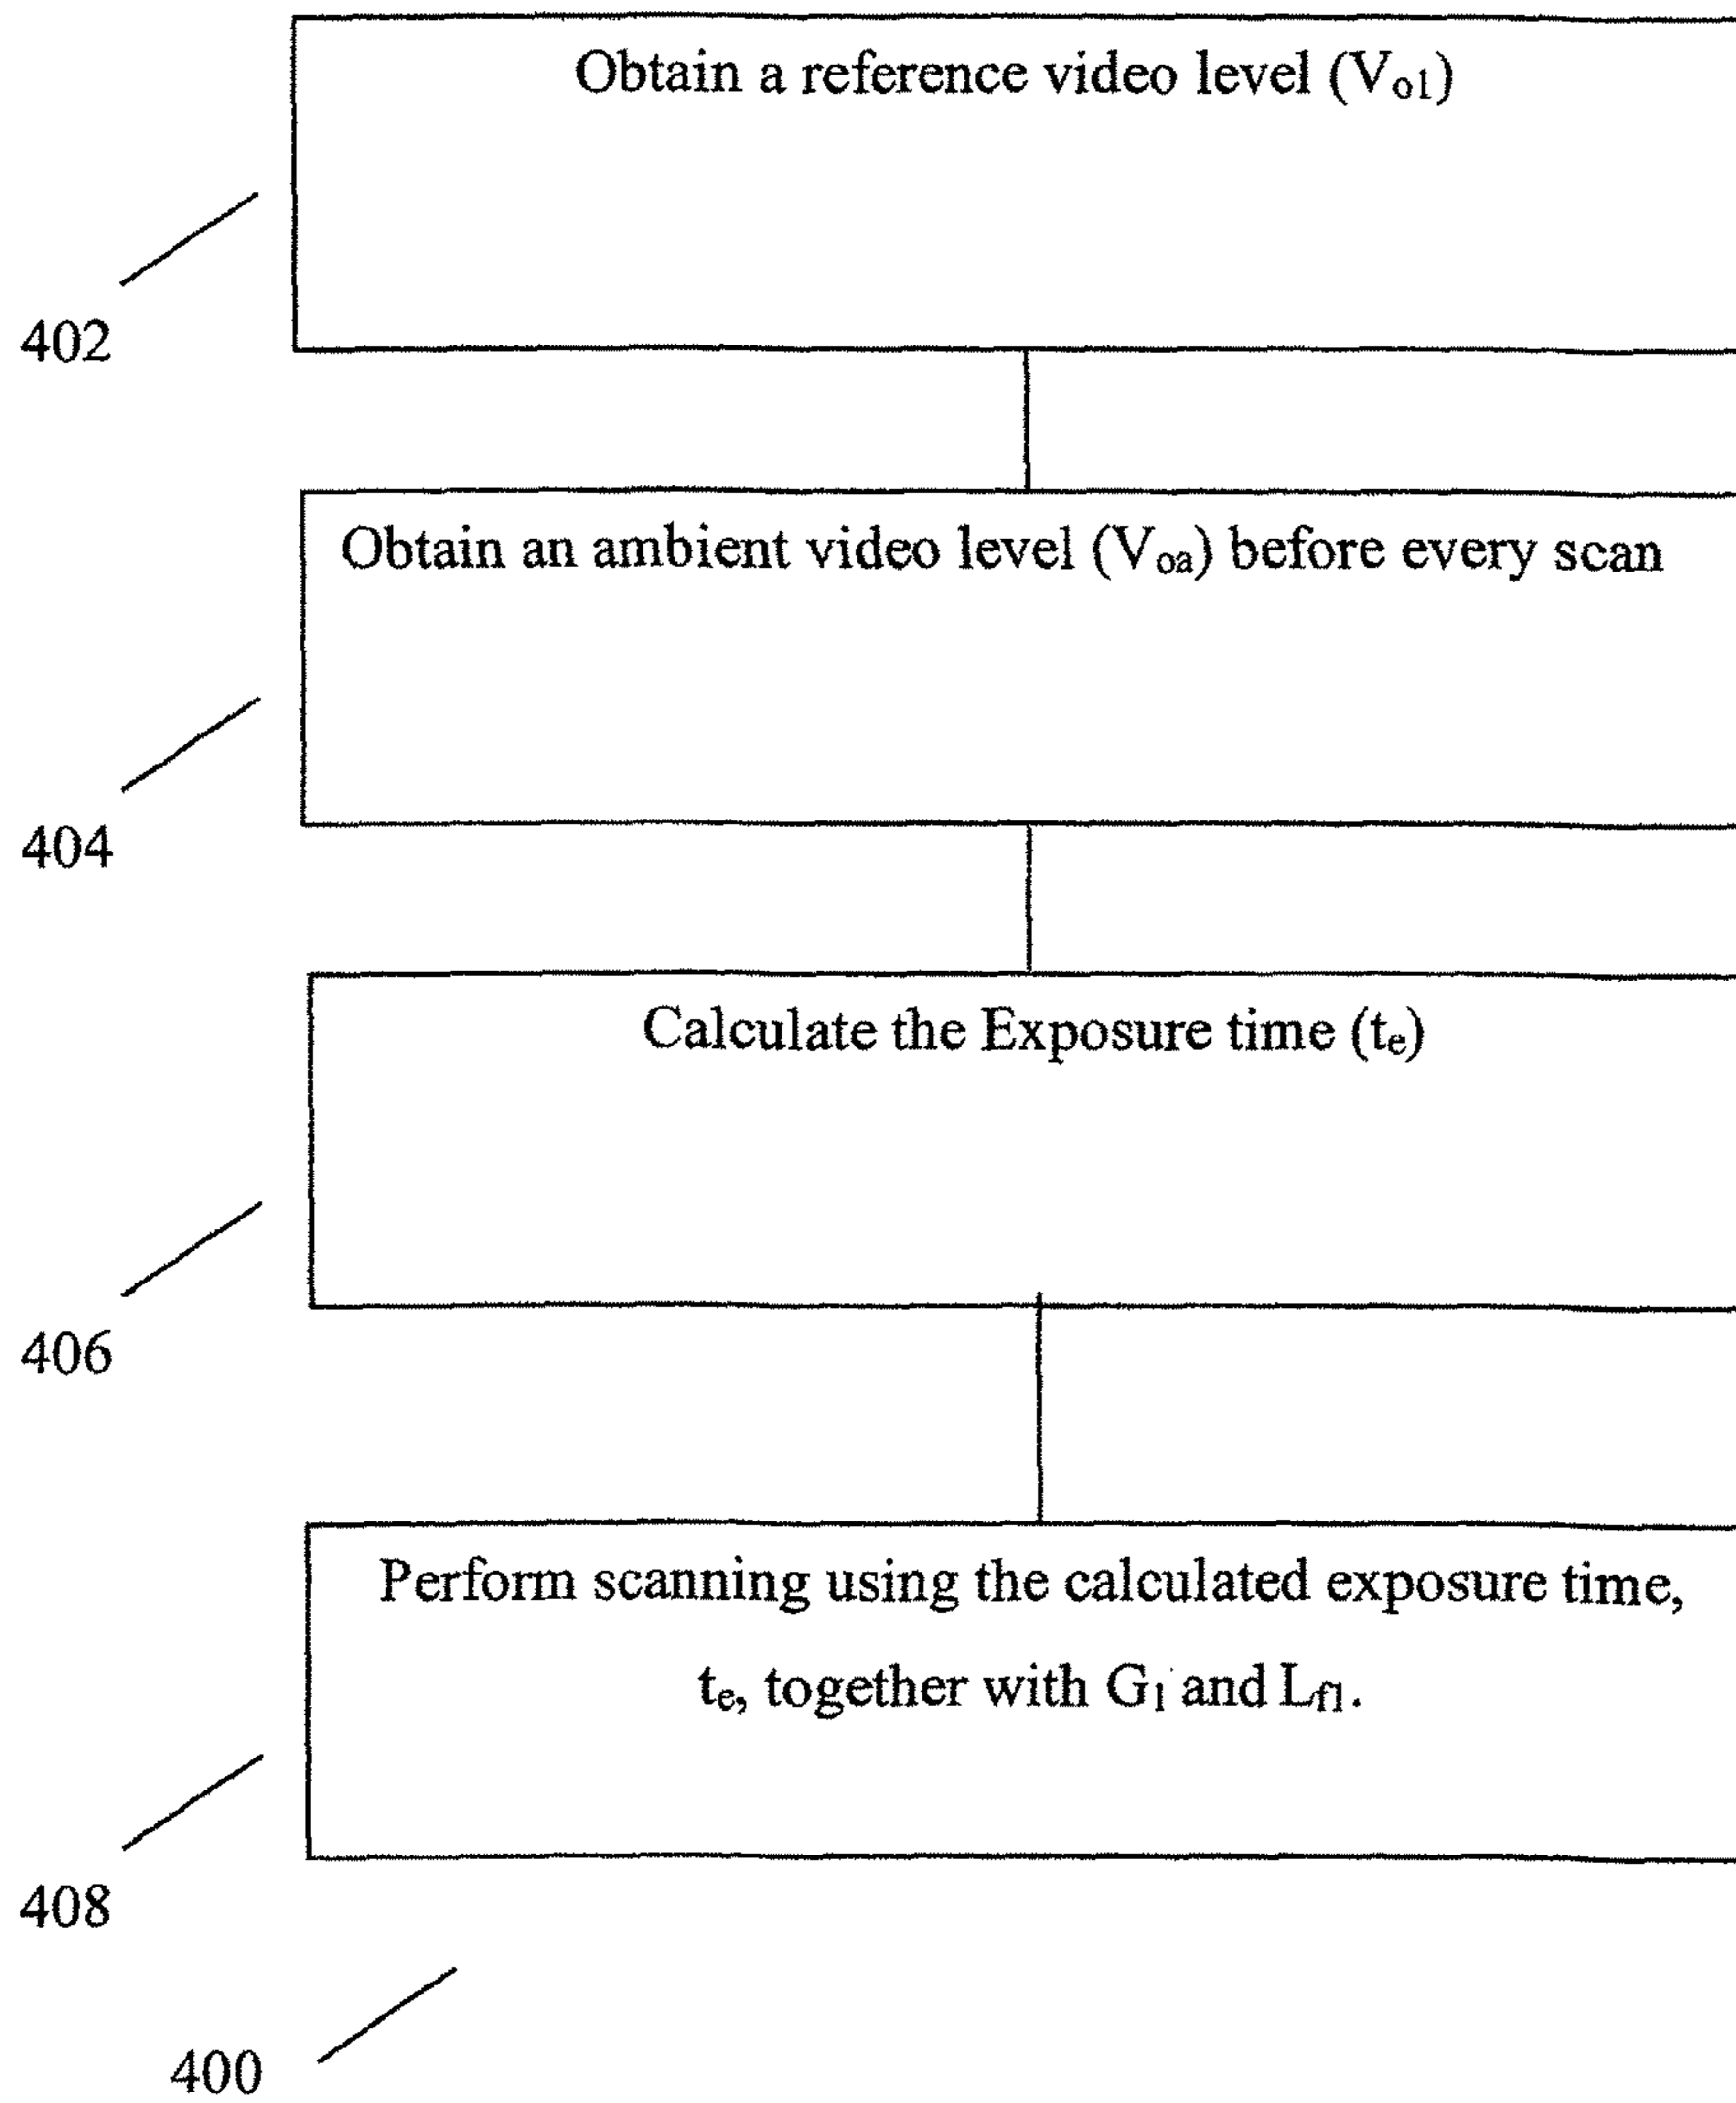 Obtain a reference video level (Vo1)
402
Obtain an ambient video level (Voa) before every scan
404
Calculate the Exposure time (te)
406
Perform scanning using the calculated exposure time,
te, together with G1 and Lf1.
408
400